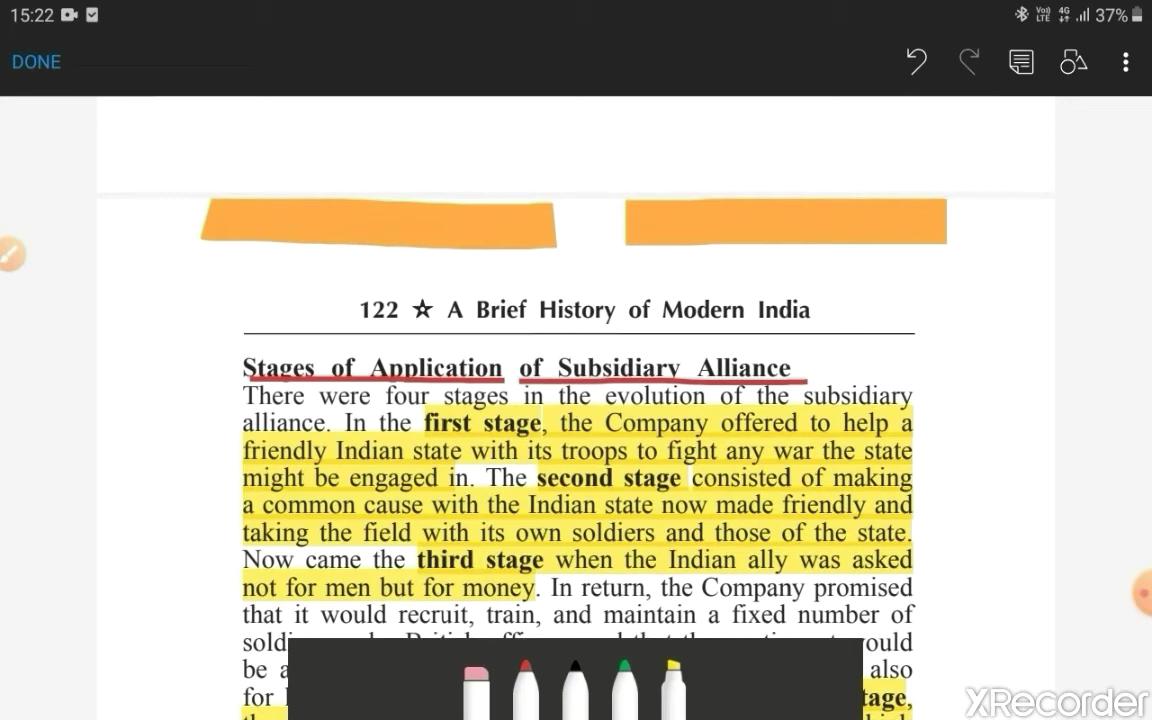 15:22 Vo) LTE 4G 37%
DONE
122 ☆ A Brief History of Modern India
Stages of Application of Subsidiary Alliance
There were four stages in the evolution of the subsidiary
alliance. In the first stage, the Company offered to help a
friendly Indian state with its troops to fight any war the state
might be engaged in. The second stage consisted of making
a common cause with the Indian state now made friendly and
taking the field with its own soldiers and those of the state.
Now came the third stage when the Indian ally was asked
not for men but for money. In return, the Company promised
that it would recruit, train, and maintain a fixed number of
be also
for
XRecorder